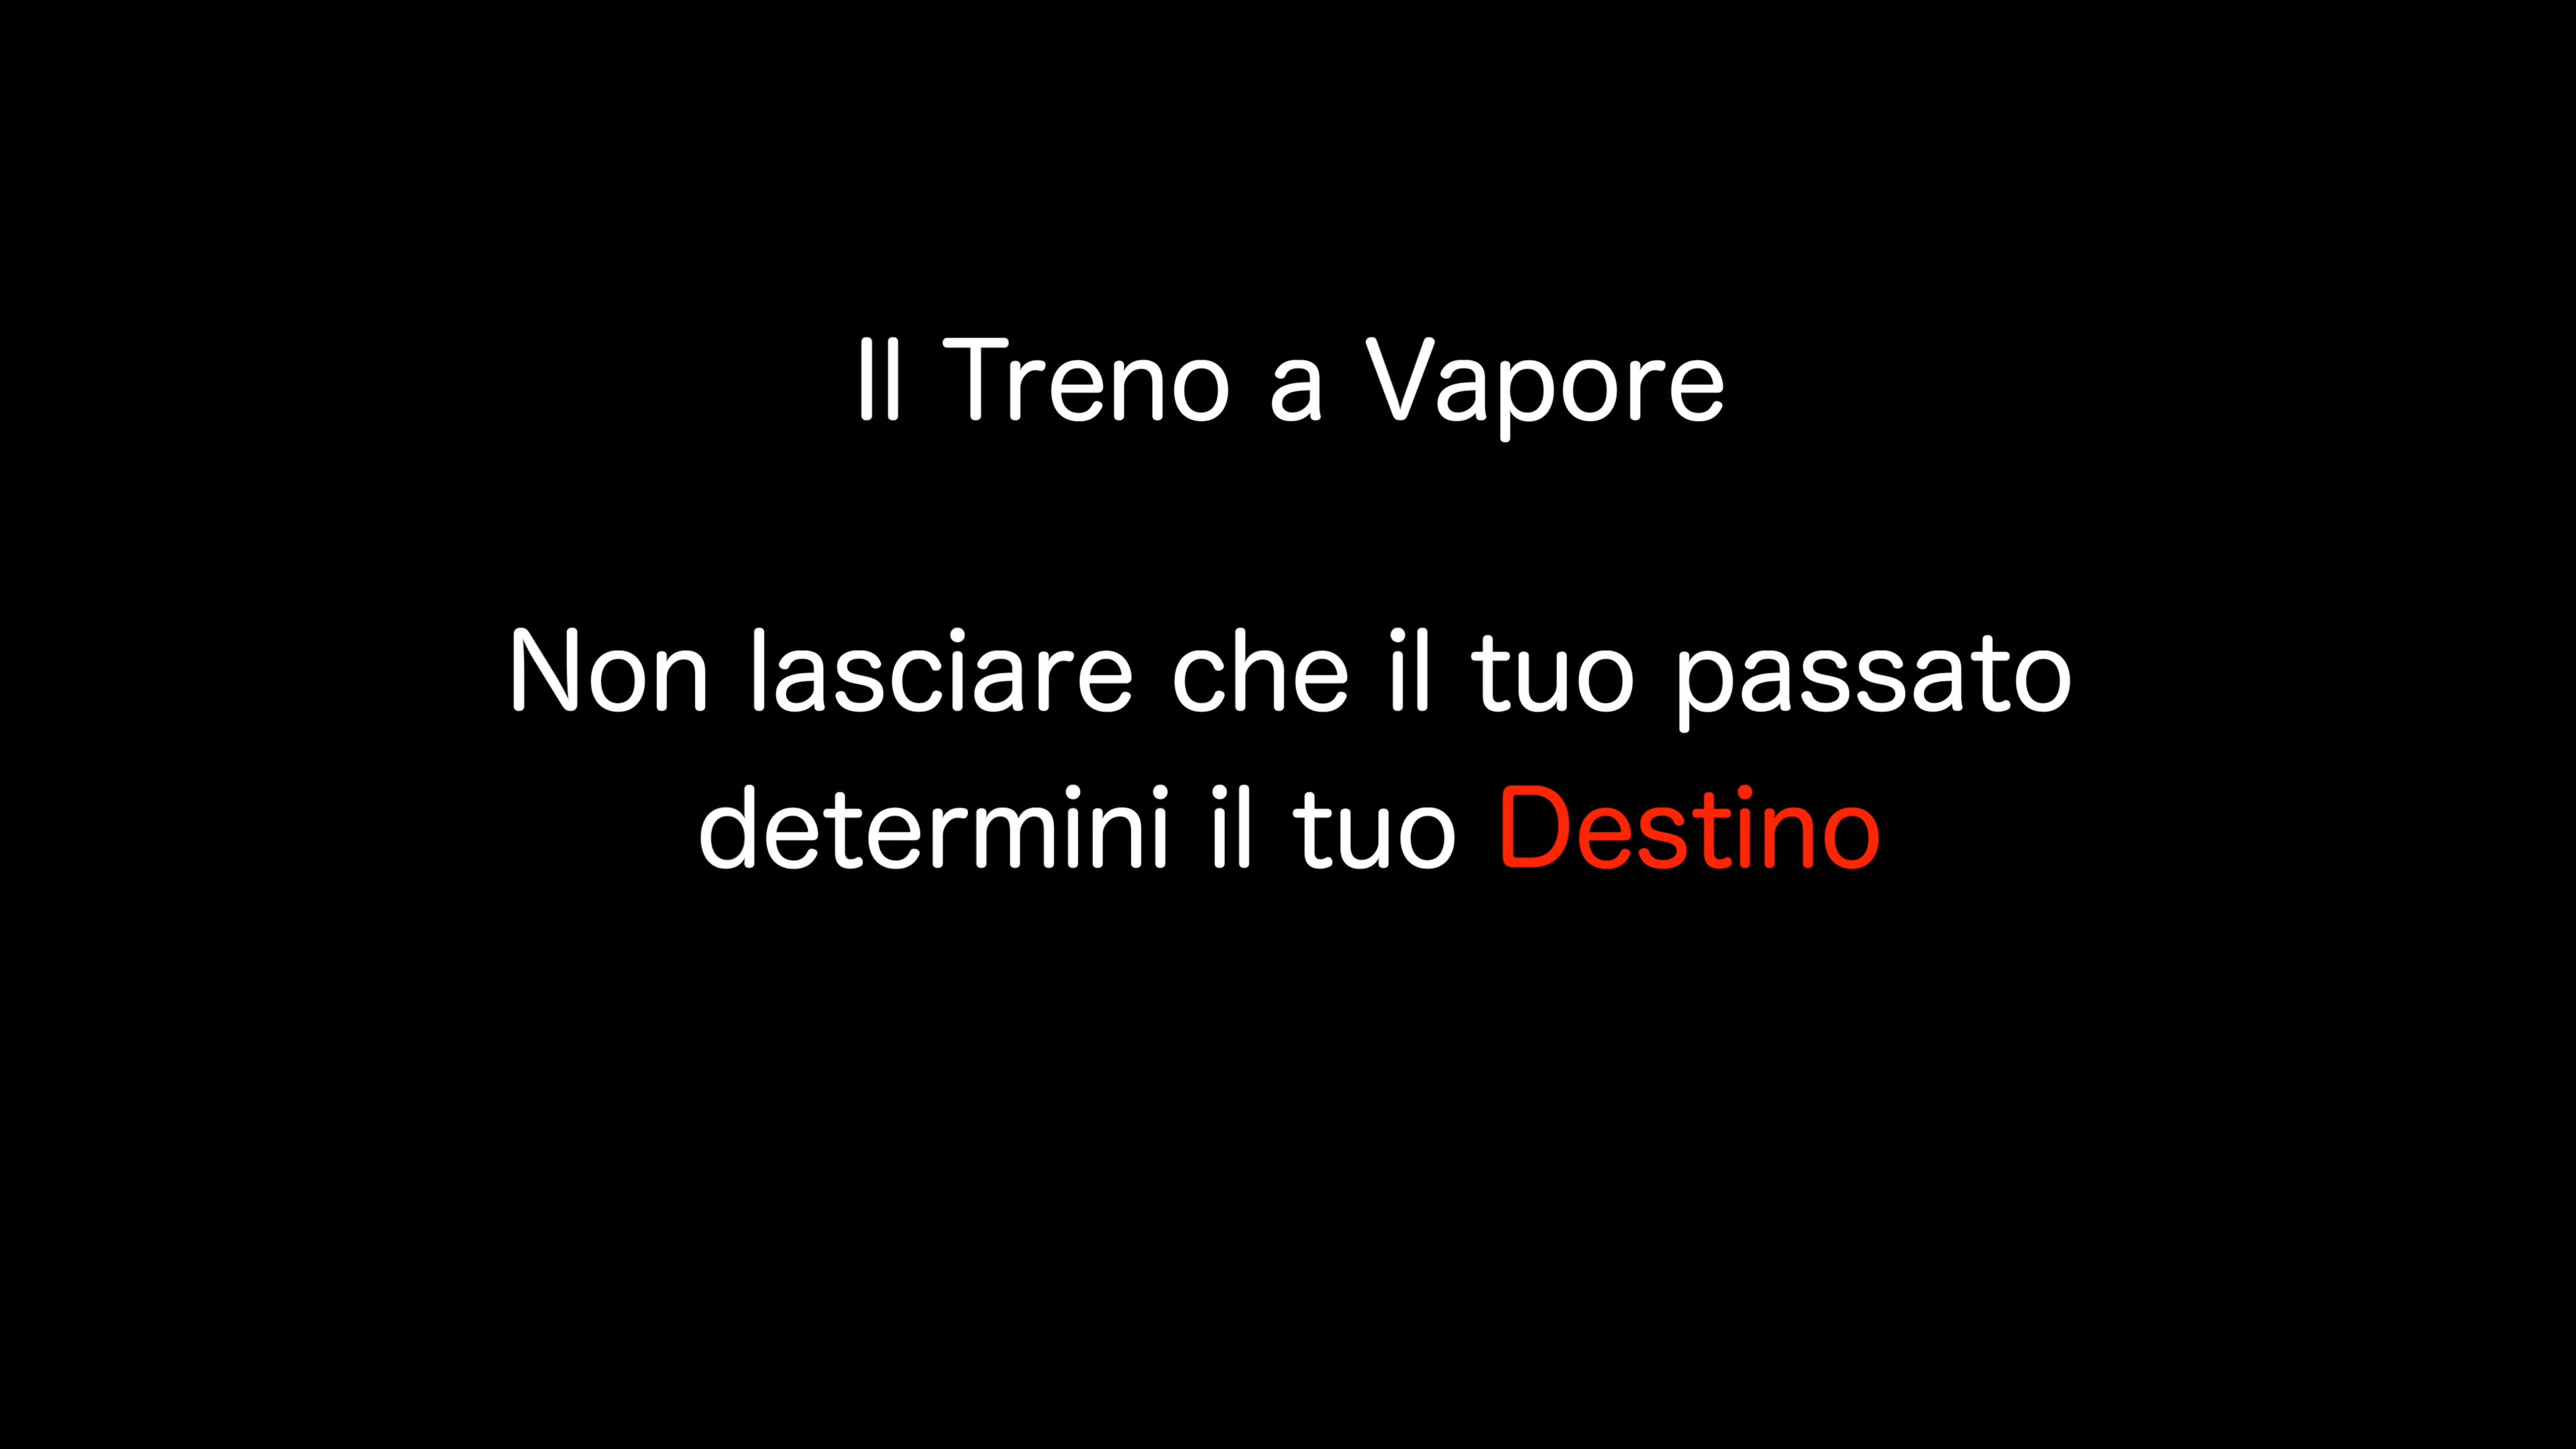 Il Treno a Vapore
Non lasciare che il tuo passato
determini il tuo Destino